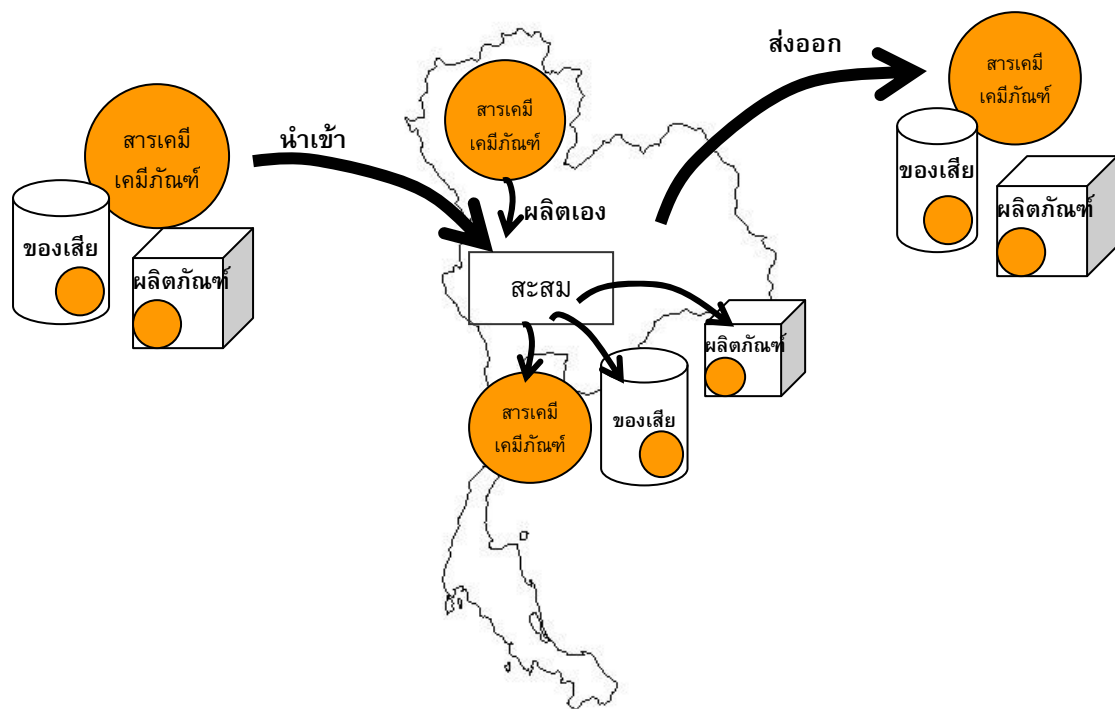 สารเคมี
เคมีภัณฑ์
ของเสีย
ผลิตภัณฑ์
นำเข้า
สารเคมี
เคมีภัณฑ์
ผลิตเอง
สะสม
สารเคมี
เคมีภัณฑ์
ของเสีย
ผลิตภัณฑ์
ส่งออก
สารเคมี
เคมีภัณฑ์
ของเสีย
ผลิตภัณฑ์